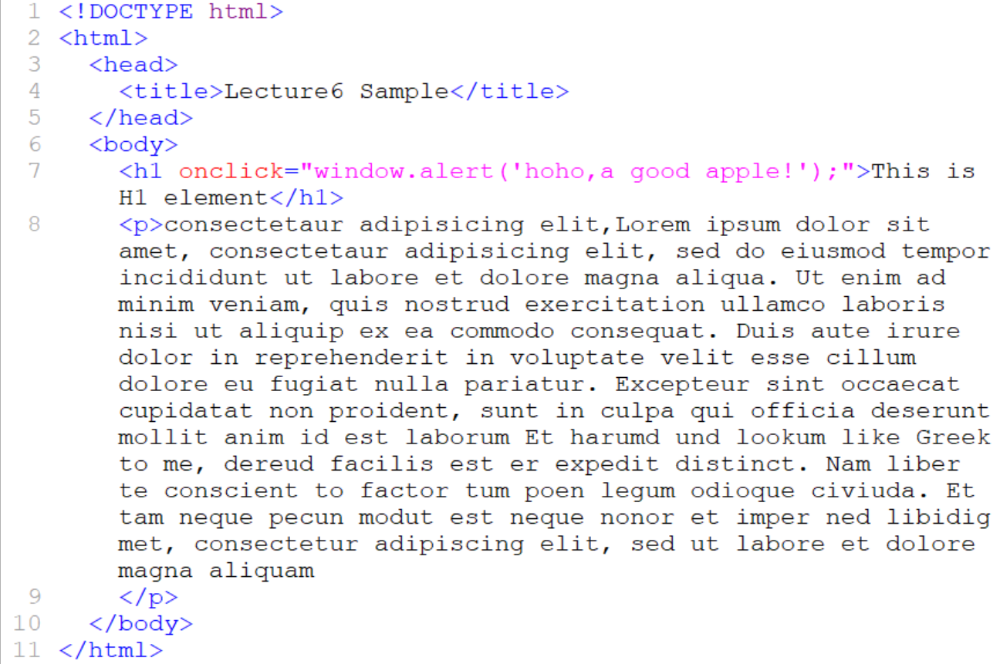 1 <!DOCTYPE html>
2 <html>
3 <head>
4 <title>Lecture6 Sample</title>
5 </head>
6 <body>
7 <h1 onclick="window.alert('hoho,a good apple!');">This is
H1 element</h1>
8 <p>consectetaur adipisicing elit,Lorem ipsum dolor sit
amet, consectetaur adipisicing elit, sed do eiusmod tempor
incididunt ut labore et dolore magna aliqua. Ut enim ad
minim veniam, quis nostrud exercitation ullamco laboris
nisi ut aliquip ex ea commodo consequat. Duis aute irure
dolor in reprehenderit in voluptate velit esse cillum
dolore eu fugiat nulla pariatur. Excepteur sint occaecat
cupidatat non proident, sunt in culpa qui officia deserunt
mollit anim id est laborum Et harumd und lookum like Greek
to me, dereud facilis est er expedit distinct. Nam liber
te conscient to factor tum poen legum odioque civiuda. Et
tam neque pecun modut est neque nonor et imper ned libidig
met, consectetur adipiscing elit, sed ut labore et dolore
magna aliquam
9 </p>
10 </body>
11 </html>